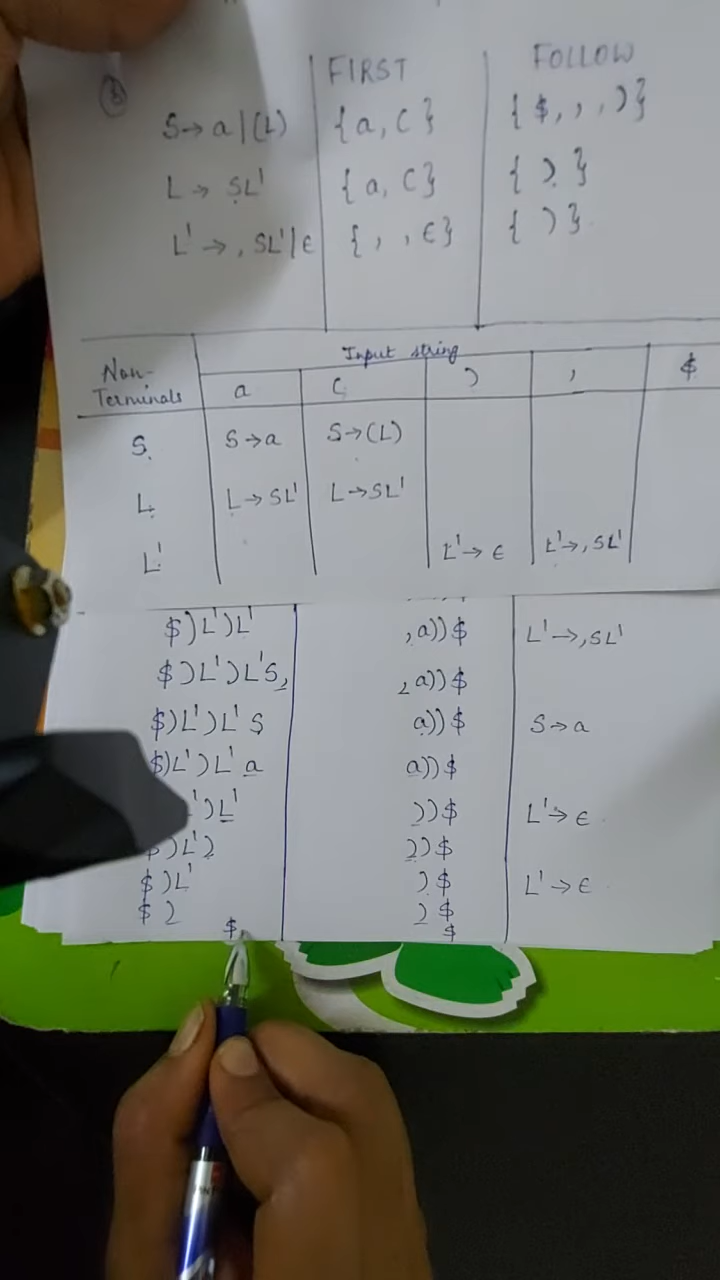 ③ FIRST FOLLOW
S → a | (L) {a, (} {$, , , )}
L → SL' {a, (} { ) }
L' → , SL' | ε { , , ε} { ) }
Non-Terminals Input string
a ( ) , $
S S → a S → (L)
L L → SL' L → SL'
L' L' → ε L' → , SL'
$)L')L' ,a))$ L' → , SL'
$)L')L'S, ,a))$
$)L')L'S a))$ S → a
$)L')L'a a))$
')L' ))$ L' → ε
$)L') ))$
$)L' )$ L' → ε
$) )$
$ $